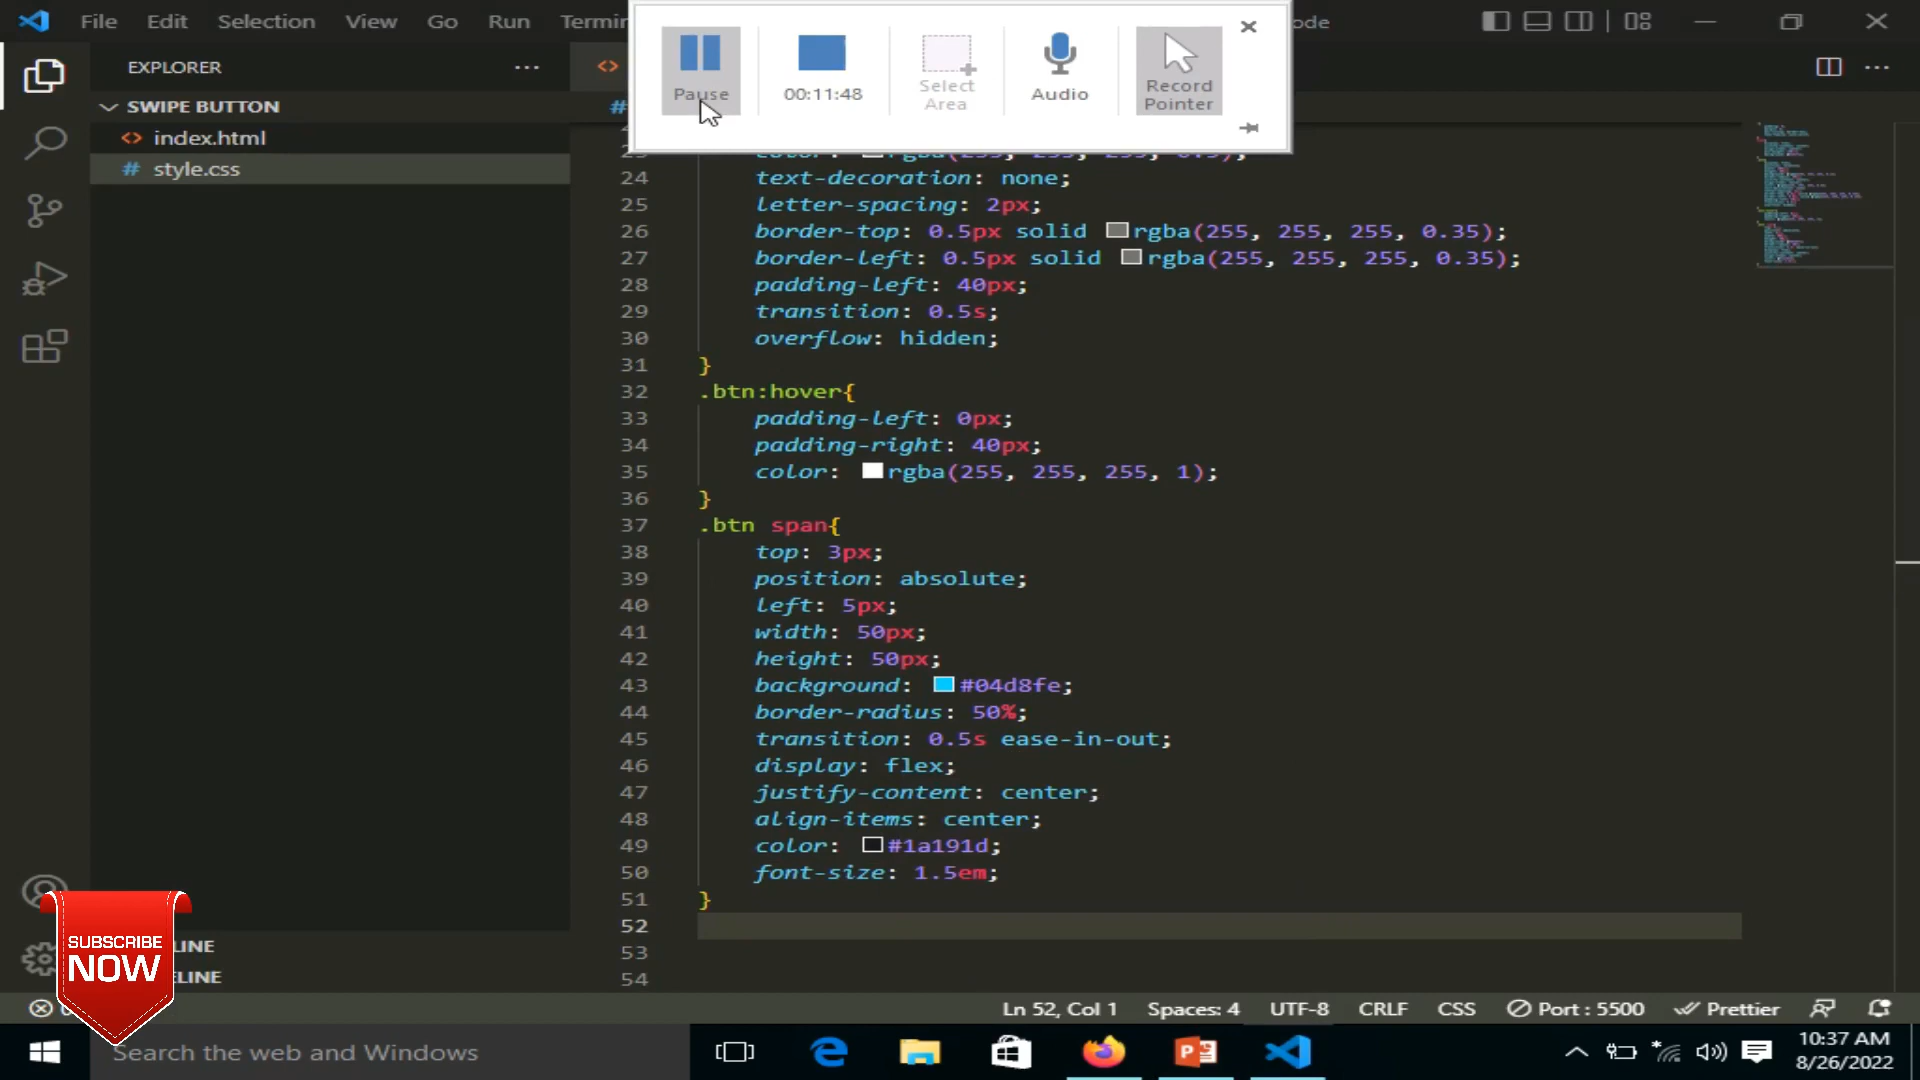 File Edit Selection View Go Run Termin
ode
Pause
00:11:48
Select
Area
Audio
Record
Pointer
EXPLORER
SWIPE BUTTON
<> index.html
# style.css
<>
#
24 text-decoration: none;
25 letter-spacing: 2px;
26 border-top: 0.5px solid rgba(255, 255, 255, 0.35);
27 border-left: 0.5px solid rgba(255, 255, 255, 0.35);
28 padding-left: 40px;
29 transition: 0.5s;
30 overflow: hidden;
31 }
32 .btn:hover{
33 padding-left: 0px;
34 padding-right: 40px;
35 color: rgba(255, 255, 255, 1);
36 }
37 .btn span{
38 top: 3px;
39 position: absolute;
40 left: 5px;
41 width: 50px;
42 height: 50px;
43 background: #04d8fe;
44 border-radius: 50%;
45 transition: 0.5s ease-in-out;
46 display: flex;
47 justify-content: center;
48 align-items: center;
49 color: #1a191d;
50 font-size: 1.5em;
51 }
52
53
54
LINE
ELINE
SUBSCRIBE
NOW
Ln 52, Col 1 Spaces: 4 UTF-8 CRLF CSS Port : 5500 Prettier
Search the web and Windows
10:37 AM
8/26/2022